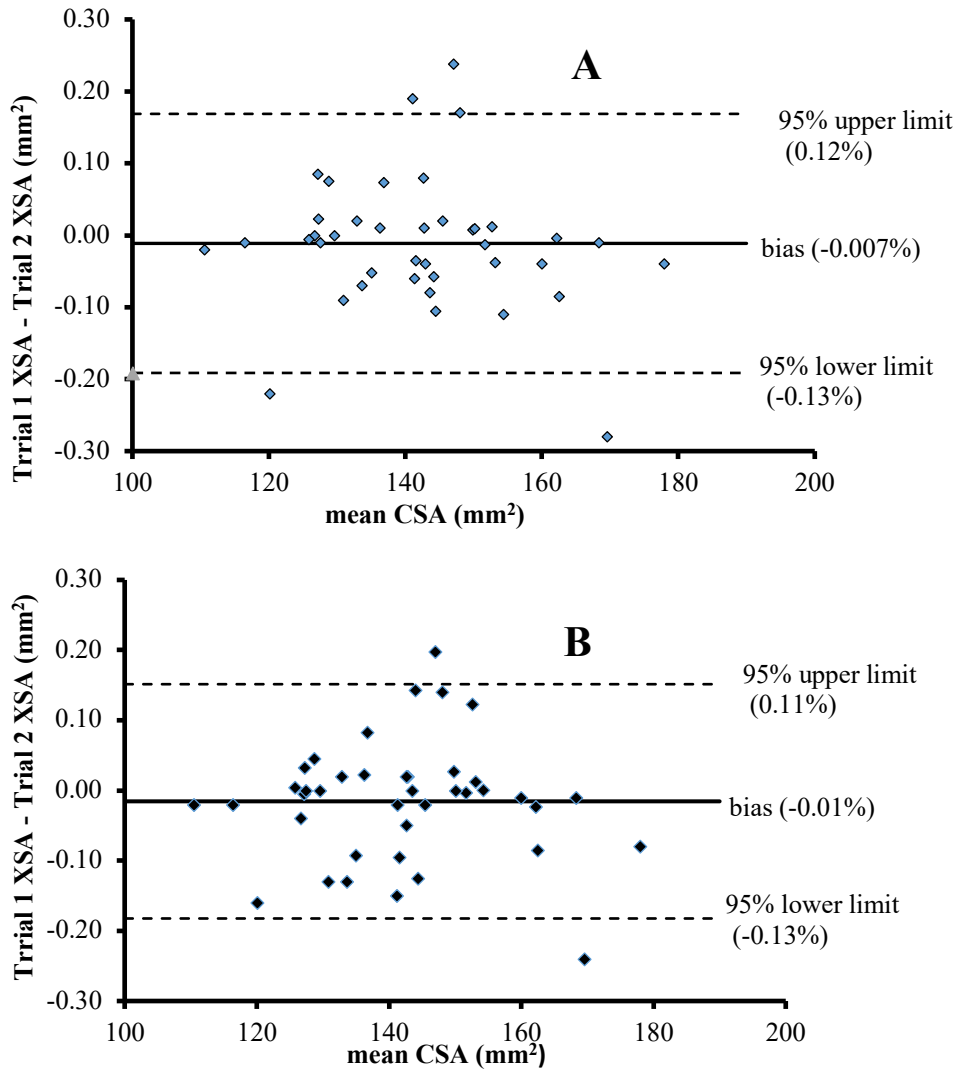 0.30
A
0.20
95% upper limit
(0.12%)
0.10
0.00
bias (-0.007%)
-0.10
95% lower limit
(-0.13%)
-0.20
-0.30
Trrial 1 XSA - Trial 2 XSA (mm²)
100 120 140 160 180 200
mean CSA (mm²)
0.30
B
0.20
95% upper limit
(0.11%)
0.10
0.00
bias (-0.01%)
-0.10
95% lower limit
(-0.13%)
-0.20
-0.30
Trrial 1 XSA - Trial 2 XSA (mm²)
100 120 140 160 180 200
mean CSA (mm²)